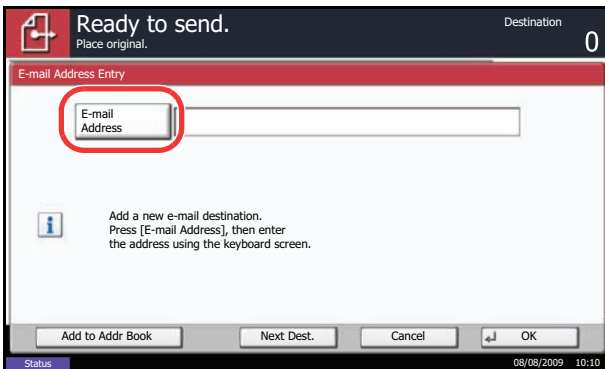 Ready to send.
Destination
Place original.
0
E-mail Address Entry
E-mail
Address
Add a new e-mail destination.
Press [E-mail Address], then enter
the address using the keyboard screen.
Add to Addr Book
Next Dest.
Cancel
OK
Status
08/08/2009 10:10